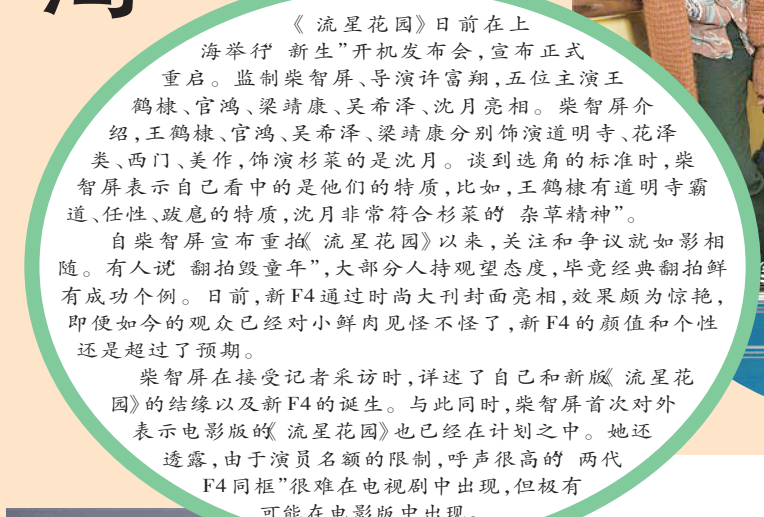 《流星花园》日前在上
海举行“新生”开机发布会,宣布正式
重启。监制柴智屏、导演许富翔,五位主演王
鹤棣、官鸿、梁靖康、吴希泽、沈月亮相。柴智屏介
绍,王鹤棣、官鸿、吴希泽、梁靖康分别饰演道明寺、花泽
类、西门、美作,饰演杉菜的是沈月。谈到选角的标准时,柴
智屏表示自己看中的是他们的特质,比如,王鹤棣有道明寺霸
道、任性、跋扈的特质,沈月非常符合杉菜的“杂草精神”。
自柴智屏宣布重拍《流星花园》以来,关注和争议就如影相
随。有人说“翻拍毁童年”,大部分人持观望态度,毕竟经典翻拍鲜
有成功个例。日前,新F4通过时尚大刊封面亮相,效果颇为惊艳,
即便如今的观众已经对小鲜肉见怪不怪了,新F4的颜值和个性
还是超过了预期。
柴智屏在接受记者采访时,详述了自己和新版《流星花
园》的结缘以及新F4的诞生。与此同时,柴智屏首次对外
表示电影版的《流星花园》也已经在计划之中。她还
透露,由于演员名额的限制,呼声很高的“两代
F4同框”很难在电视剧中出现,但极有
可能在电影版中出现。